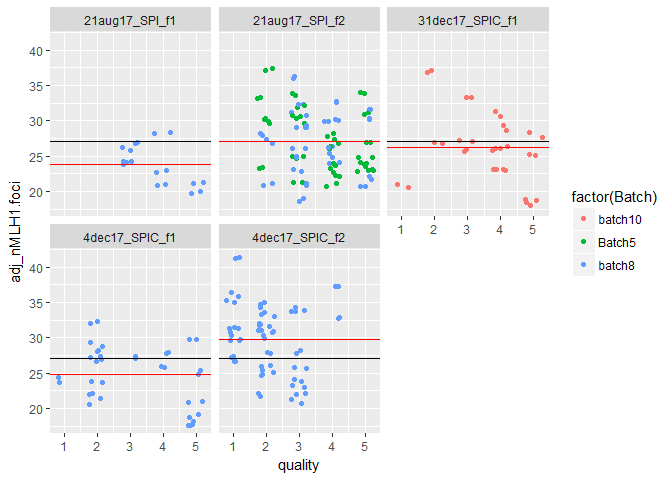 21aug17_SPI_f1 21aug17_SPI_f2 31dec17_SPIC_f1
40
35
30
25
20
1 2 3 4 5
4dec17_SPIC_f1 4dec17_SPIC_f2
40
35
30
25
20
1 2 3 4 5 1 2 3 4 5
adj_nMLH1 foci
quality
factor(Batch)
batch10
Batch5
batch8